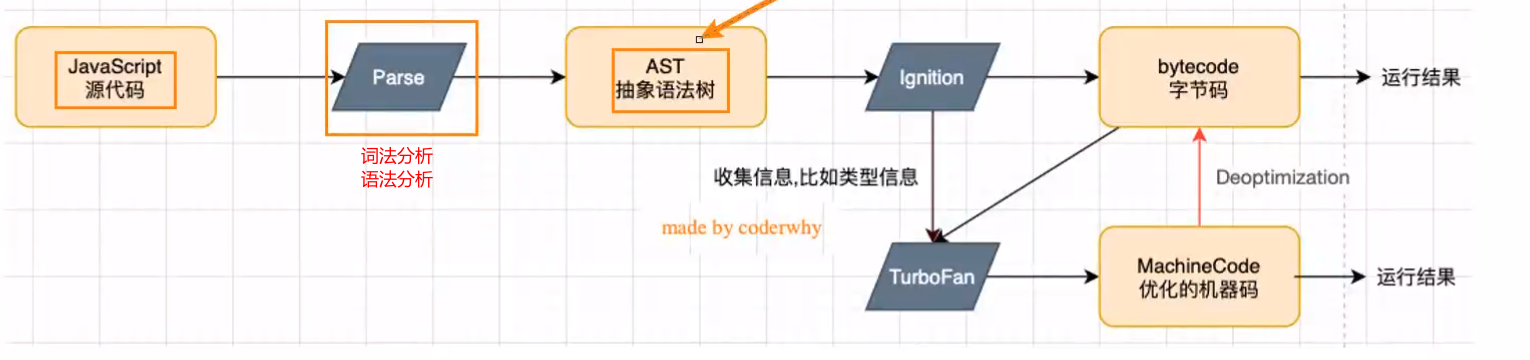 JavaScript
源代码
Parse
词法分析
语法分析
AST
抽象语法树
Ignition
bytecode
字节码
运行结果
收集信息,比如类型信息
Deoptimization
made by coderwhy
TurboFan
MachineCode
优化的机器码
运行结果